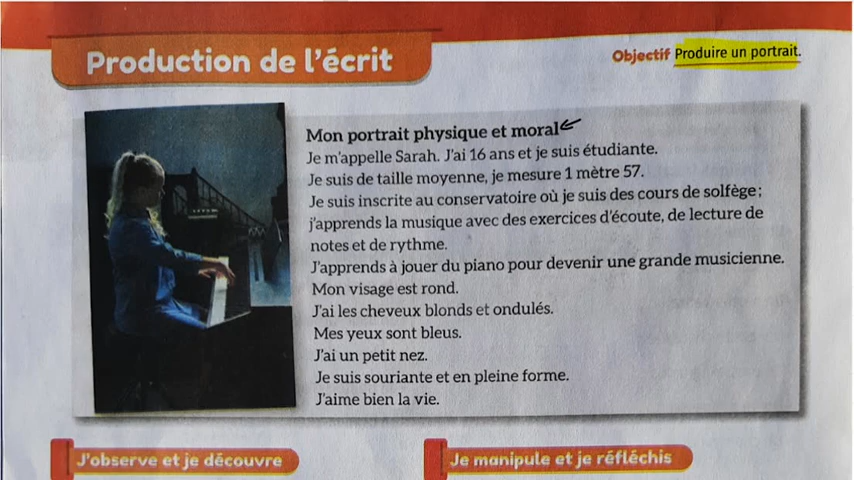 Production de l'écrit
Objectif Produire un portrait.
Mon portrait physique et moral
Je m'appelle Sarah. J'ai 16 ans et je suis étudiante.
Je suis de taille moyenne, je mesure 1 mètre 57.
Je suis inscrite au conservatoire où je suis des cours de solfège ;
j'apprends la musique avec des exercices d'écoute, de lecture de
notes et de rythme.
J'apprends à jouer du piano pour devenir une grande musicienne.
Mon visage est rond.
J'ai les cheveux blonds et ondulés.
Mes yeux sont bleus.
J'ai un petit nez.
Je suis souriante et en pleine forme.
J'aime bien la vie.
J'observe et je découvre
Je manipule et je réfléchis